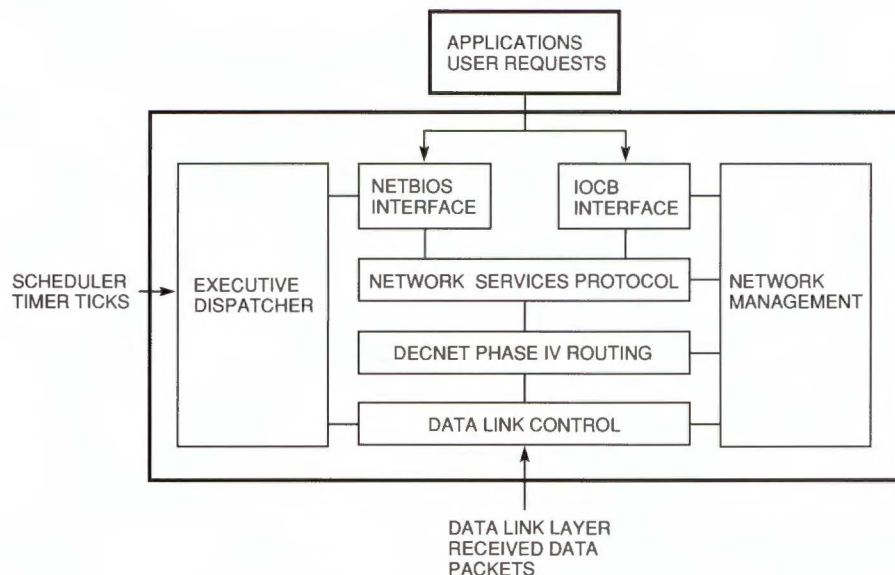 APPLICATIONS
USER REQUESTS
NETBIOS
INTERFACE
IOCB
INTERFACE
SCHEDULER
TIMER TICKS
EXECUTIVE
DISPATCHER
NETWORK SERVICES PROTOCOL
NETWORK
MANAGEMENT
DECNET PHASE IV ROUTING
DATA LINK CONTROL
DATA LINK LAYER
RECEIVED DATA
PACKETS